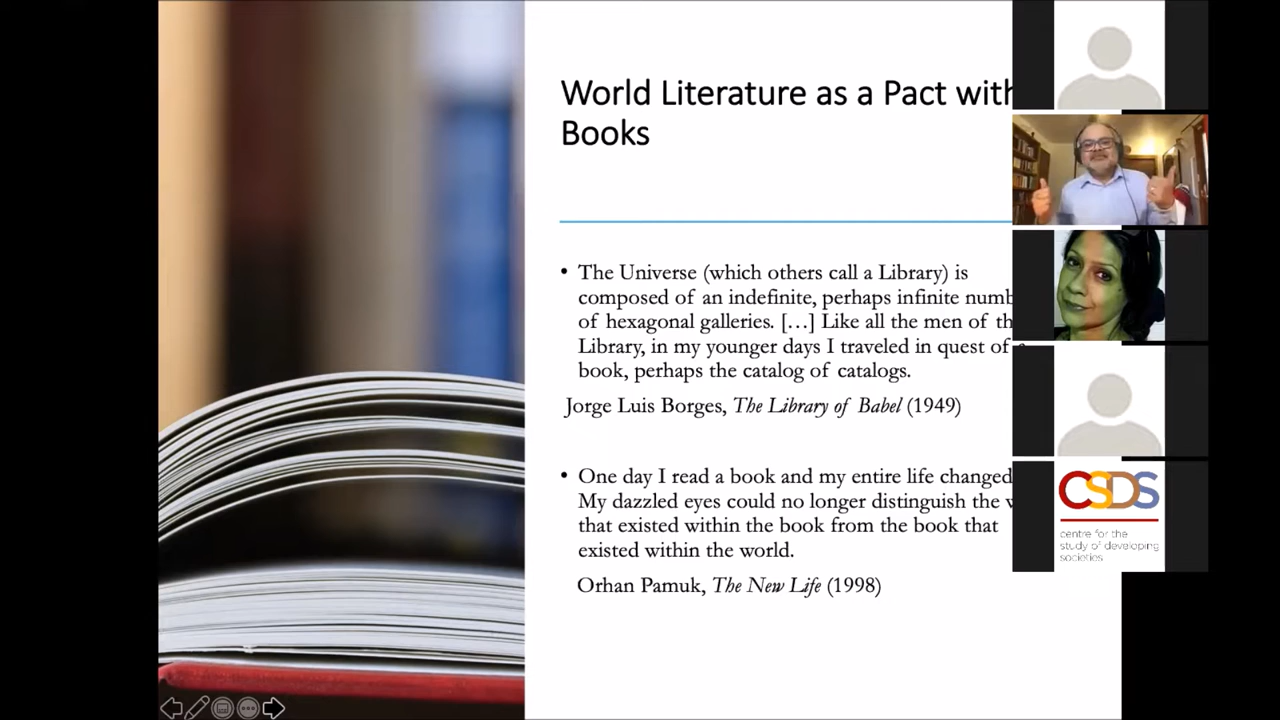 World Literature as a Pact with
Books
• The Universe (which others call a Library) is
composed of an indefinite, perhaps infinite
of hexagonal galleries. […] Like all the men of
Library, in my younger days I traveled in quest of
book, perhaps the catalog of catalogs.
Jorge Luis Borges, The Library of Babel (1949)
• One day I read a book and my entire life changed
My dazzled eyes could no longer distinguish the
that existed within the book from the book that
existed within the world.
Orhan Pamuk, The New Life (1998)
CSDS
centre for the
study of developing
societies